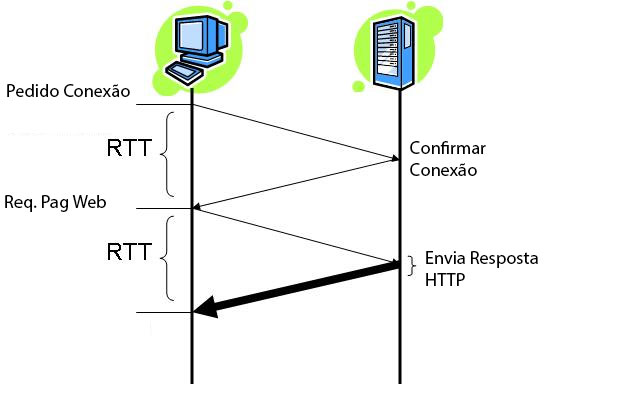 Pedido Conexão
RTT
Confirmar
Conexão
Req. Pag Web
RTT
Envia Resposta
HTTP